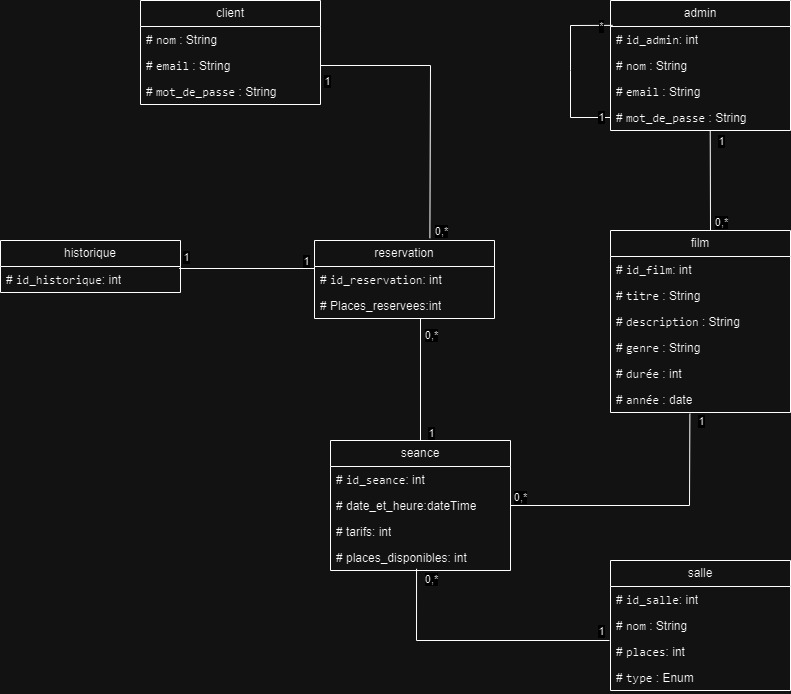 client
# nom : String
# email : String
# mot_de_passe : String
1
0,*
admin
# id_admin: int
# nom : String
# email : String
# mot_de_passe : String
*
1
1
0,*
historique
# id_historique: int
1
1
reservation
# id_reservation: int
# Places_reservees:int
0,*
1
film
# id_film: int
# titre : String
# description : String
# genre : String
# durée : int
# année : date
1
0,*
seance
# id_seance: int
# date_et_heure:dateTime
# tarifs: int
# places_disponibles: int
0,*
1
salle
# id_salle: int
# nom : String
# places: int
# type : Enum